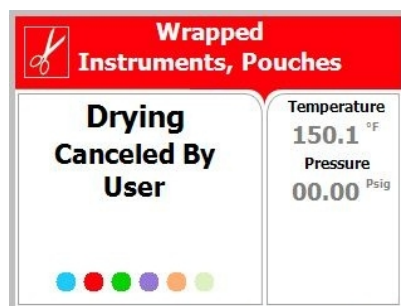 Wrapped
Instruments, Pouches
Drying
Canceled By
User
Temperature
150.1 °F
Pressure
00.00 Psig